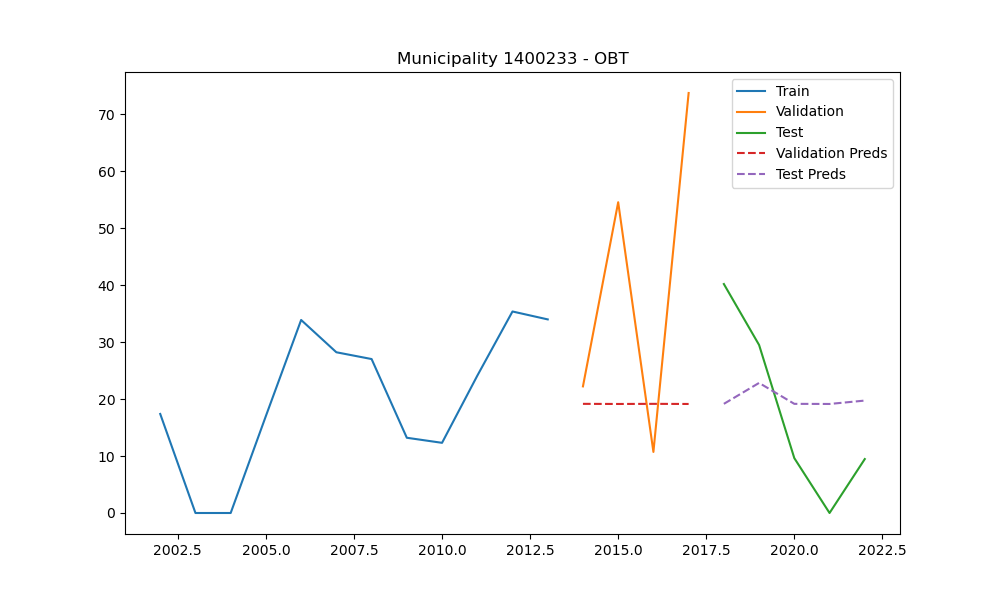 Municipality 1400233 - OBT
Train
Validation
Test
Validation Preds
Test Preds
70
60
50
40
30
20
10
0
2002.5 2005.0 2007.5 2010.0 2012.5 2015.0 2017.5 2020.0 2022.5